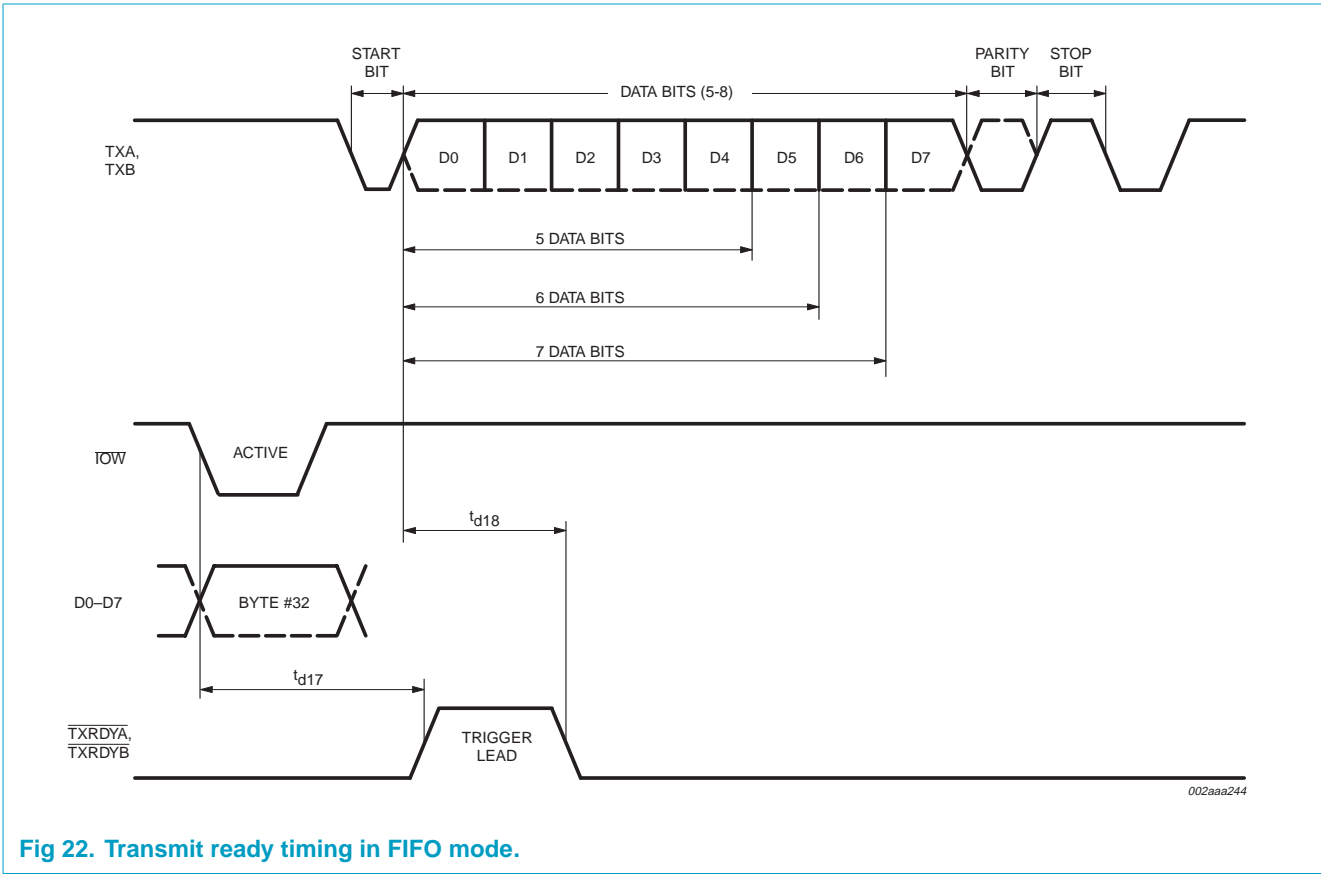 START
BIT
DATA BITS (5-8)
PARITY
BIT
STOP
BIT
TXA,
TXB
D0
D1
D2
D3
D4
D5
D6
D7
5 DATA BITS
6 DATA BITS
7 DATA BITS
IOW
ACTIVE
td18
D0–D7
BYTE #32
td17
TXRDYA,
TXRDYB
TRIGGER
LEAD
002aaa244
Fig 22. Transmit ready timing in FIFO mode.